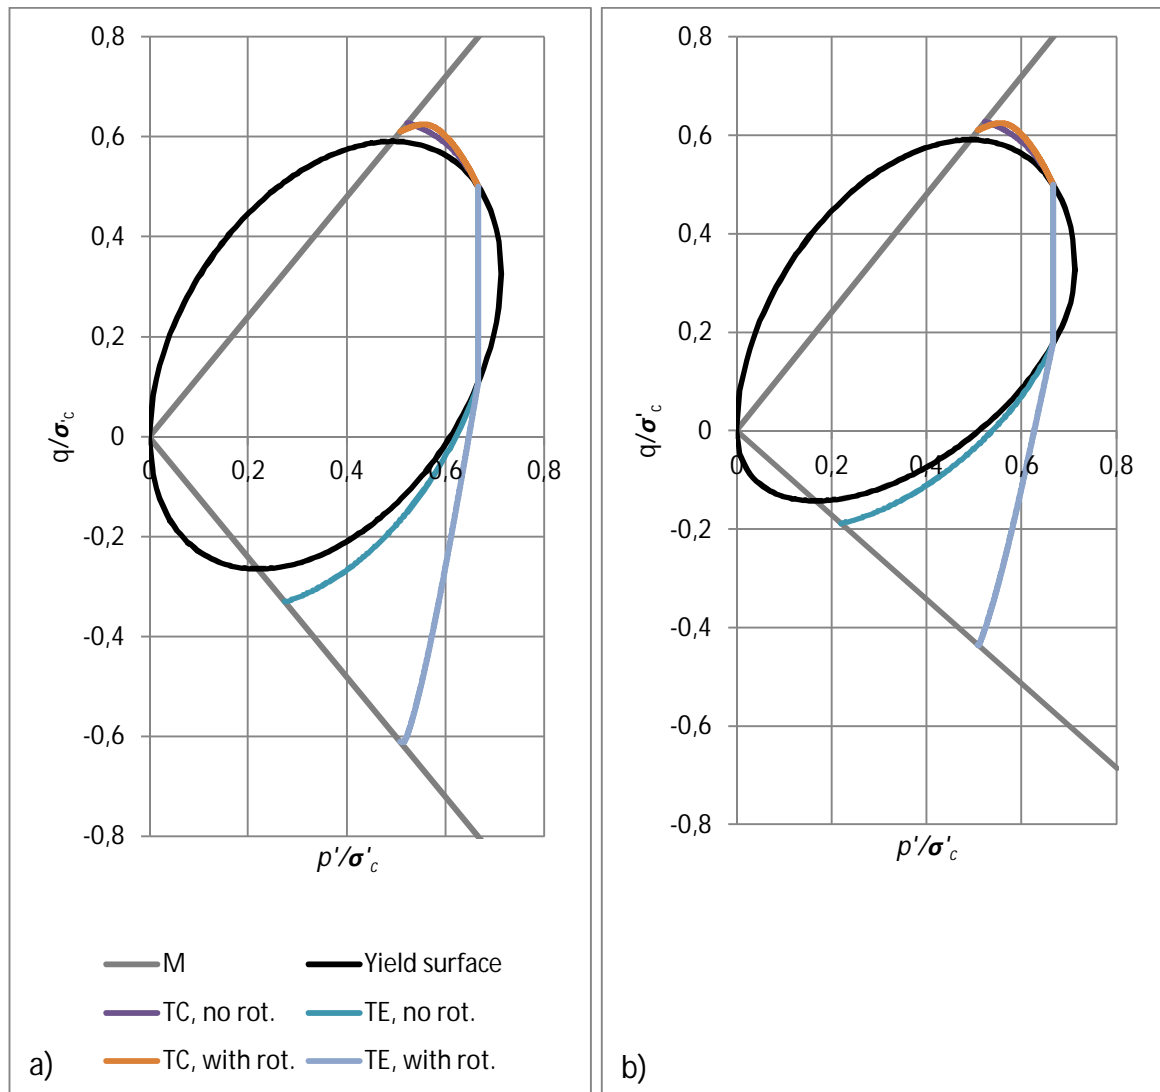 0,8
0,6
0,4
0,2
0
-0,2
-0,4
-0,6
-0,8
0 0,2 0,4 0,6 0,8
q/σ'c
p'/σ'c
M
Yield surface
TC, no rot.
TE, no rot.
TC, with rot.
TE, with rot.
a)
0,8
0,6
0,4
0,2
0
-0,2
-0,4
-0,6
-0,8
0 0,2 0,4 0,6 0,8
q/σ'c
p'/σ'c
b)